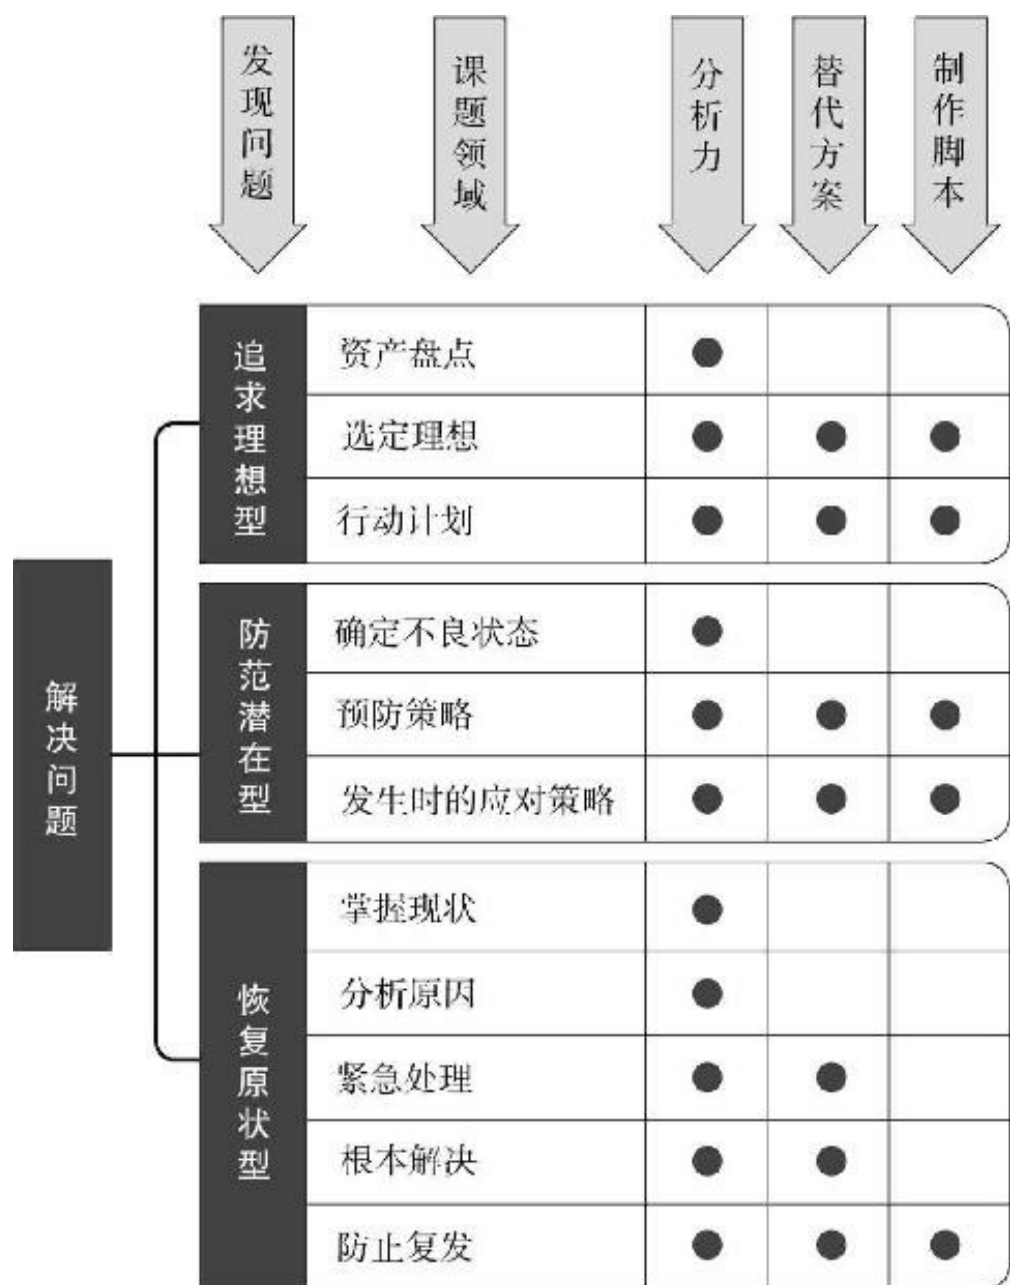 发现问题
课题领域
分析力
替代方案
制作脚本
解决问题
追求理想型
资产盘点
选定理想
行动计划
防范潜在型
确定不良状态
预防策略
发生时的应对策略
恢复原状型
掌握现状
分析原因
紧急处理
根本解决
防止复发